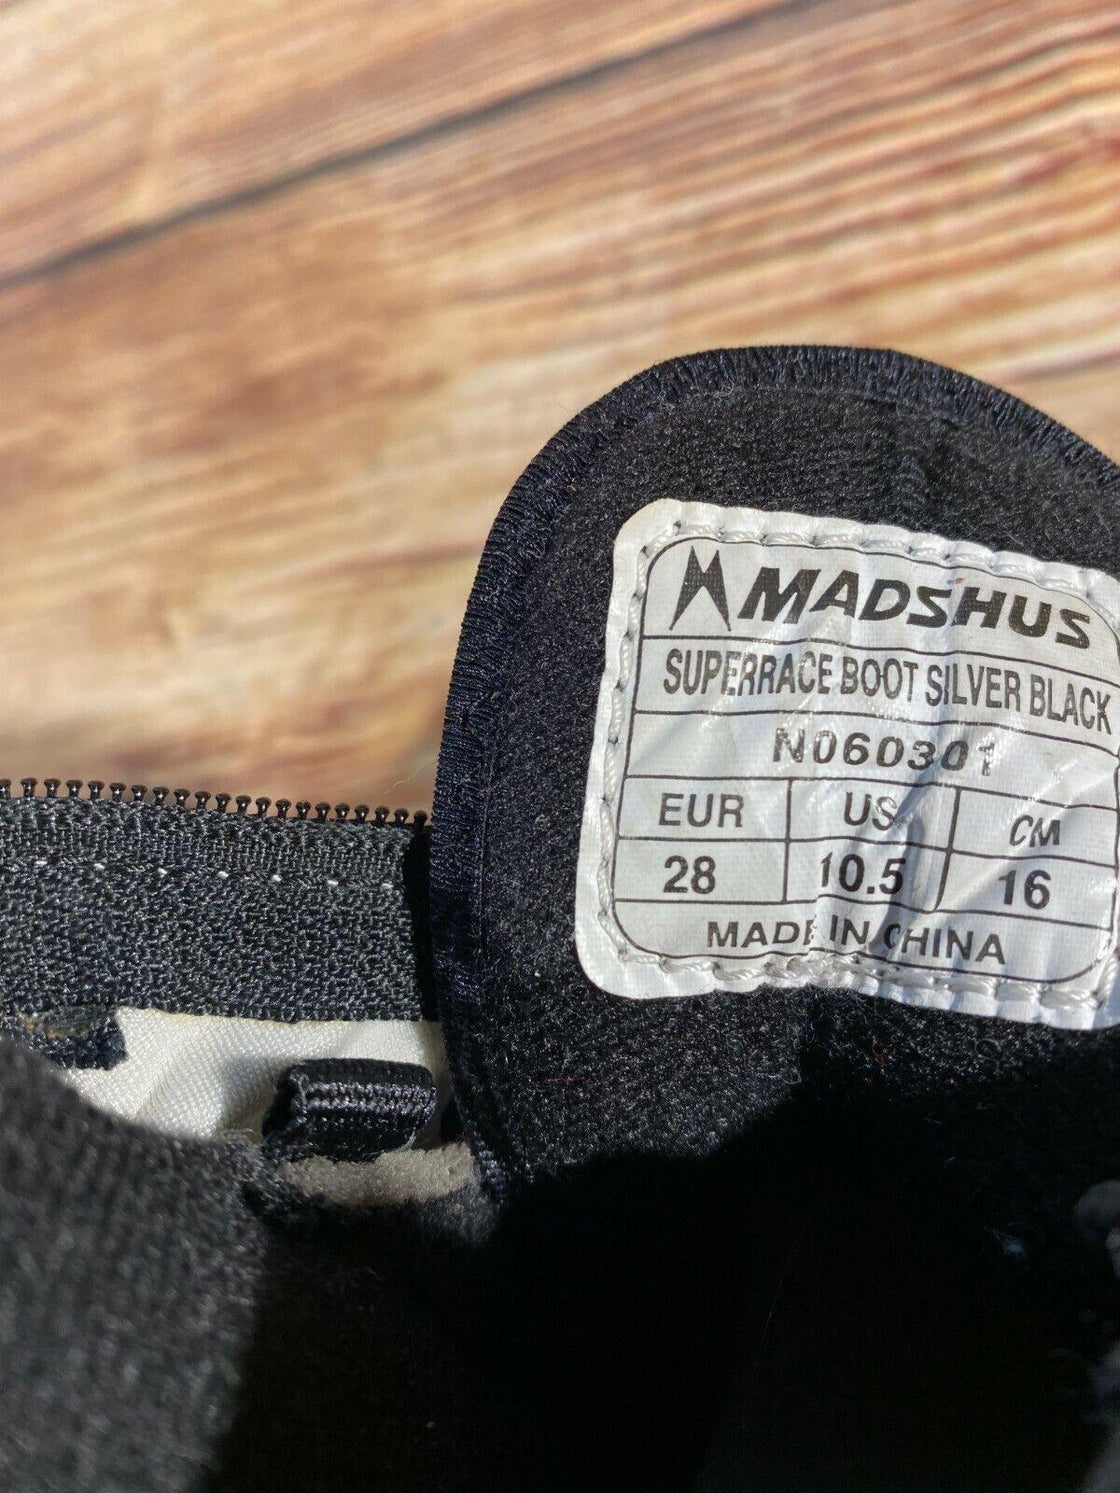 MADSHUS
SUPERRACE BOOT SILVER BLACK
N060301
EUR US CM
28 10.5 16
MADE IN CHINA